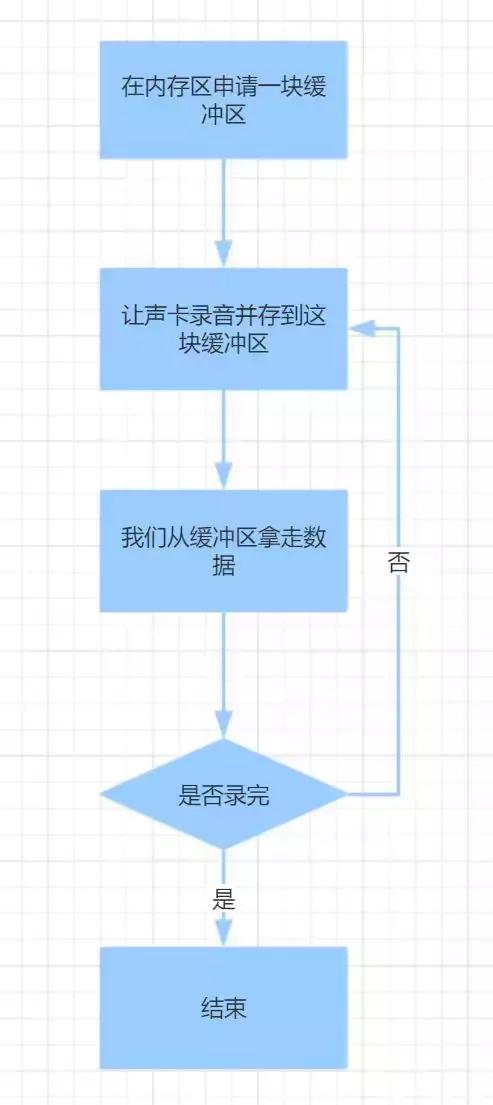 在内存区申请一块缓
冲区
让声卡录音并存到这
块缓冲区
我们从缓冲区拿走数
据
否
是否录完
是
结束